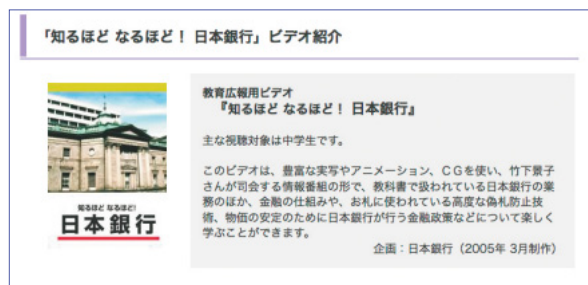 「知るほど なるほど！ 日本銀行」ビデオ紹介
教育広報用ビデオ
『知るほど なるほど！ 日本銀行』
主な視聴対象は中学生です。
このビデオは、豊富な実写やアニメーション、ＣＧを使い、竹下景子
さんが司会する情報番組の形で、教科書で扱われている日本銀行の業
務のほか、金融の仕組みや、お札に使われている高度な偽札防止技
術、物価の安定のために日本銀行が行う金融政策などについて楽しく
学ぶことができます。
企画：日本銀行（2005年 3月制作）
知るほど なるほど!
日本銀行